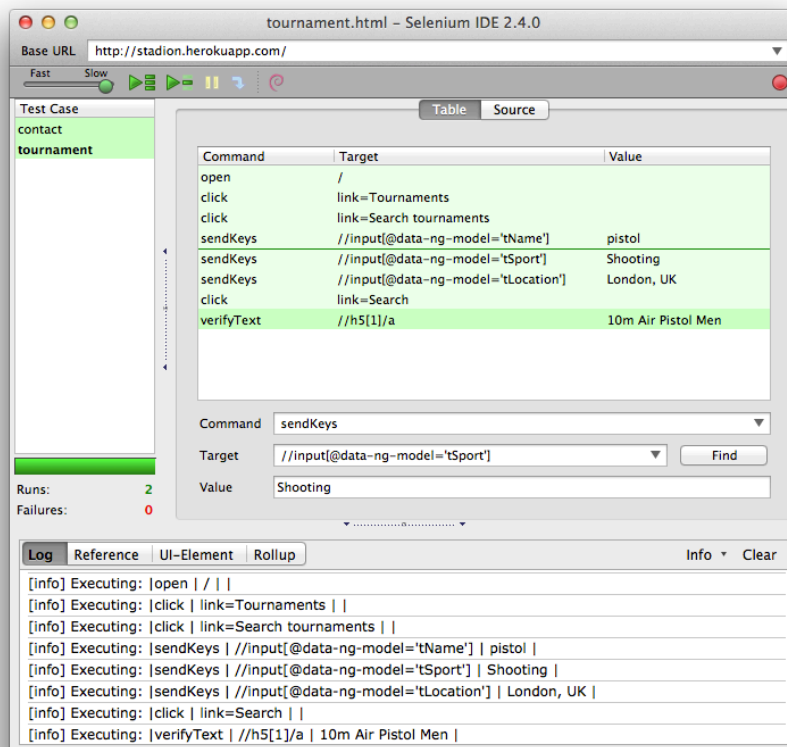 tournament.html – Selenium IDE 2.4.0
Base URL http://stadion.herokuapp.com/
Fast Slow
Test Case
contact
tournament
Table Source
Command Target Value
open /
click link=Tournaments
click link=Search tournaments
sendKeys //input[@data-ng-model='tName'] pistol
sendKeys //input[@data-ng-model='tSport'] Shooting
sendKeys //input[@data-ng-model='tLocation'] London, UK
click link=Search
verifyText //h5[1]/a 10m Air Pistol Men
Command sendKeys
Target //input[@data-ng-model='tSport'] Find
Value Shooting
Runs: 2
Failures: 0
Log Reference UI-Element Rollup Info Clear
[info] Executing: |open | / | |
[info] Executing: |click | link=Tournaments | |
[info] Executing: |click | link=Search tournaments | |
[info] Executing: |sendKeys | //input[@data-ng-model='tName'] | pistol |
[info] Executing: |sendKeys | //input[@data-ng-model='tSport'] | Shooting |
[info] Executing: |sendKeys | //input[@data-ng-model='tLocation'] | London, UK |
[info] Executing: |click | link=Search | |
[info] Executing: |verifyText | //h5[1]/a | 10m Air Pistol Men |